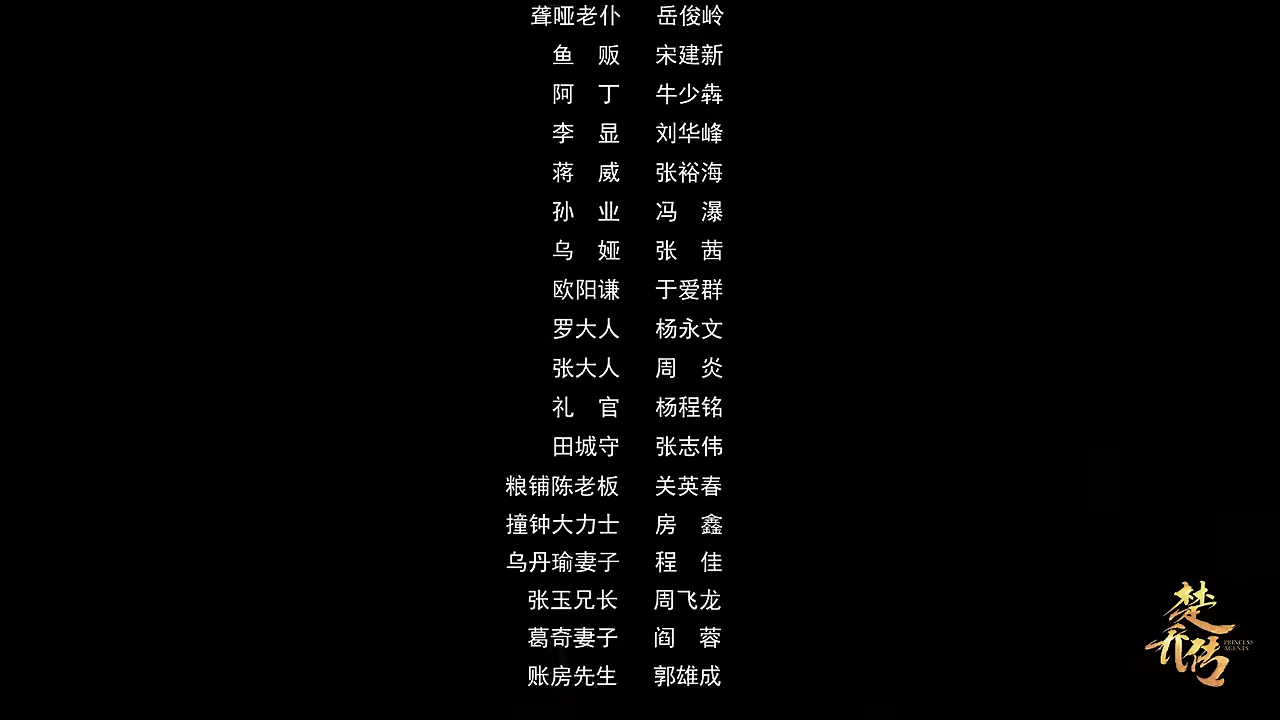 聋哑老仆 岳俊岭
鱼 贩 宋建新
阿 丁 牛少犇
李 显 刘华峰
蒋 威 张裕海
孙 业 冯 瀑
乌 娅 张 茜
欧阳谦 于爱群
罗大人 杨永文
张大人 周 炎
礼 官 杨程铭
田城守 张志伟
粮铺陈老板 关英春
撞钟大力士 房 鑫
乌丹瑜妻子 程 佳
张玉兄长 周飞龙
葛奇妻子 阎 蓉
账房先生 郭雄成
楚乔传
PRINCESS
AGENTS